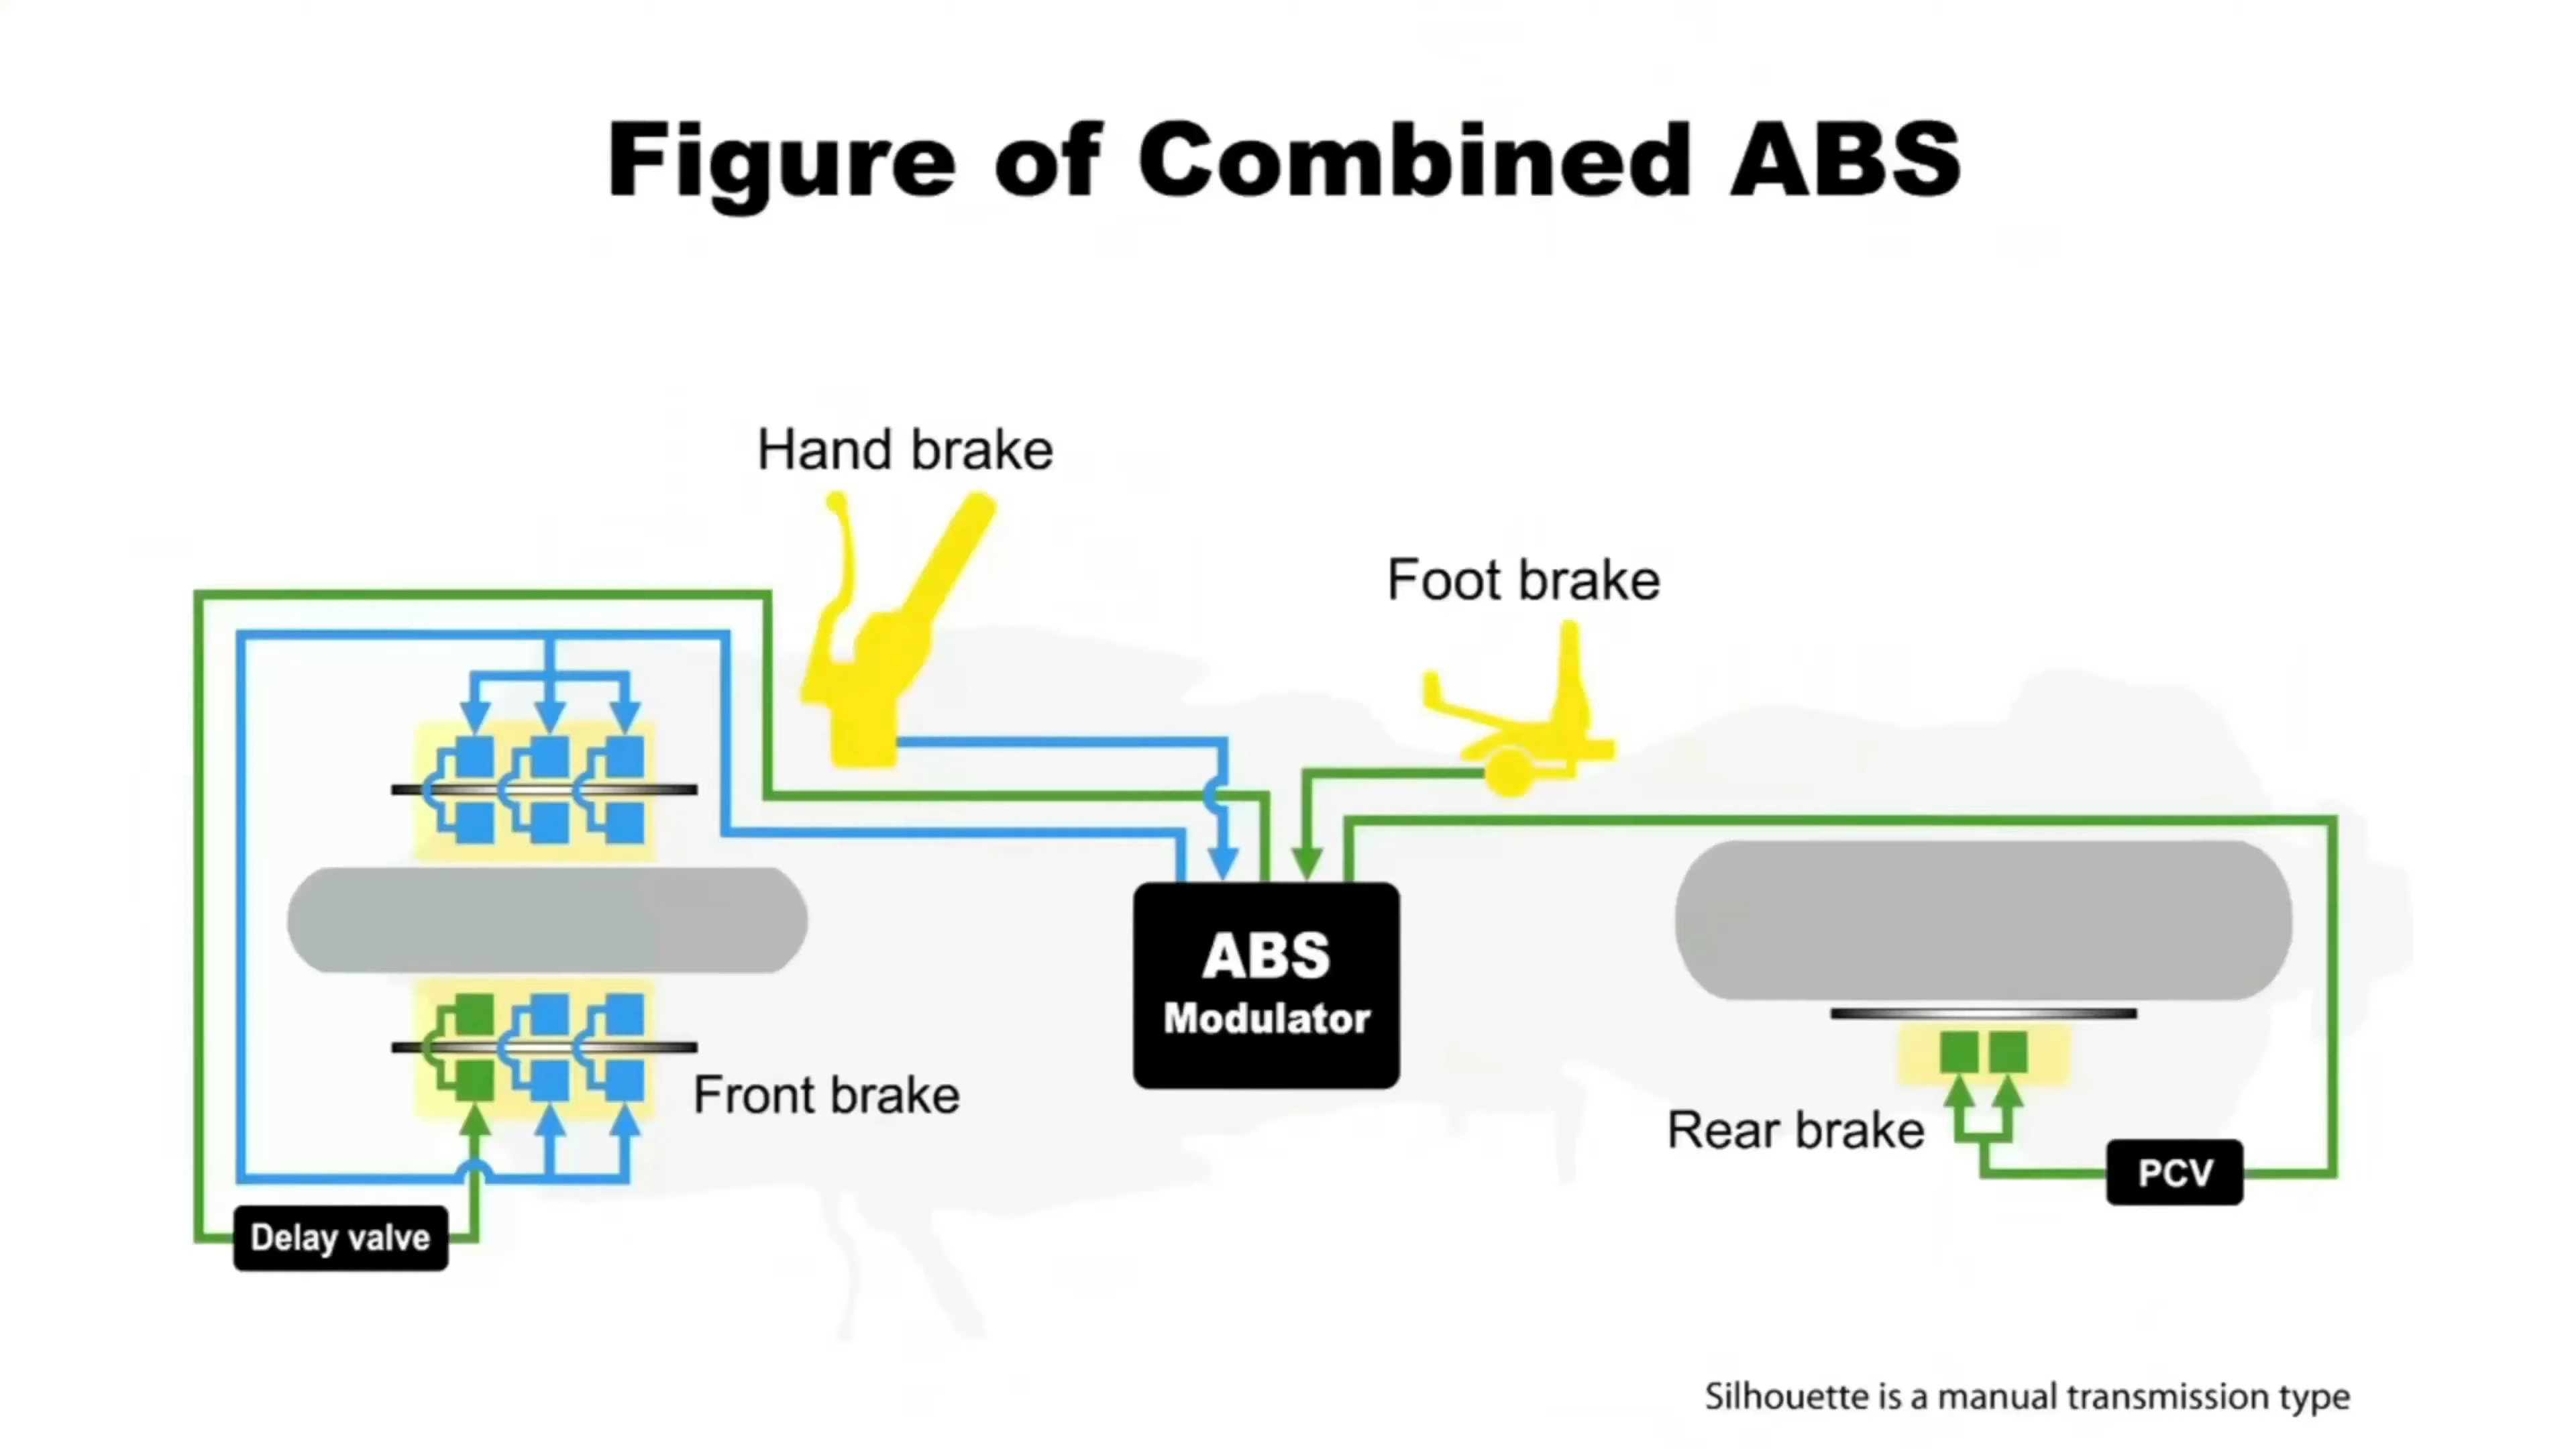 Figure of Combined ABS
Hand brake
Foot brake
ABS
Modulator
Front brake
Rear brake
PCV
Delay valve
Silhouette is a manual transmission type